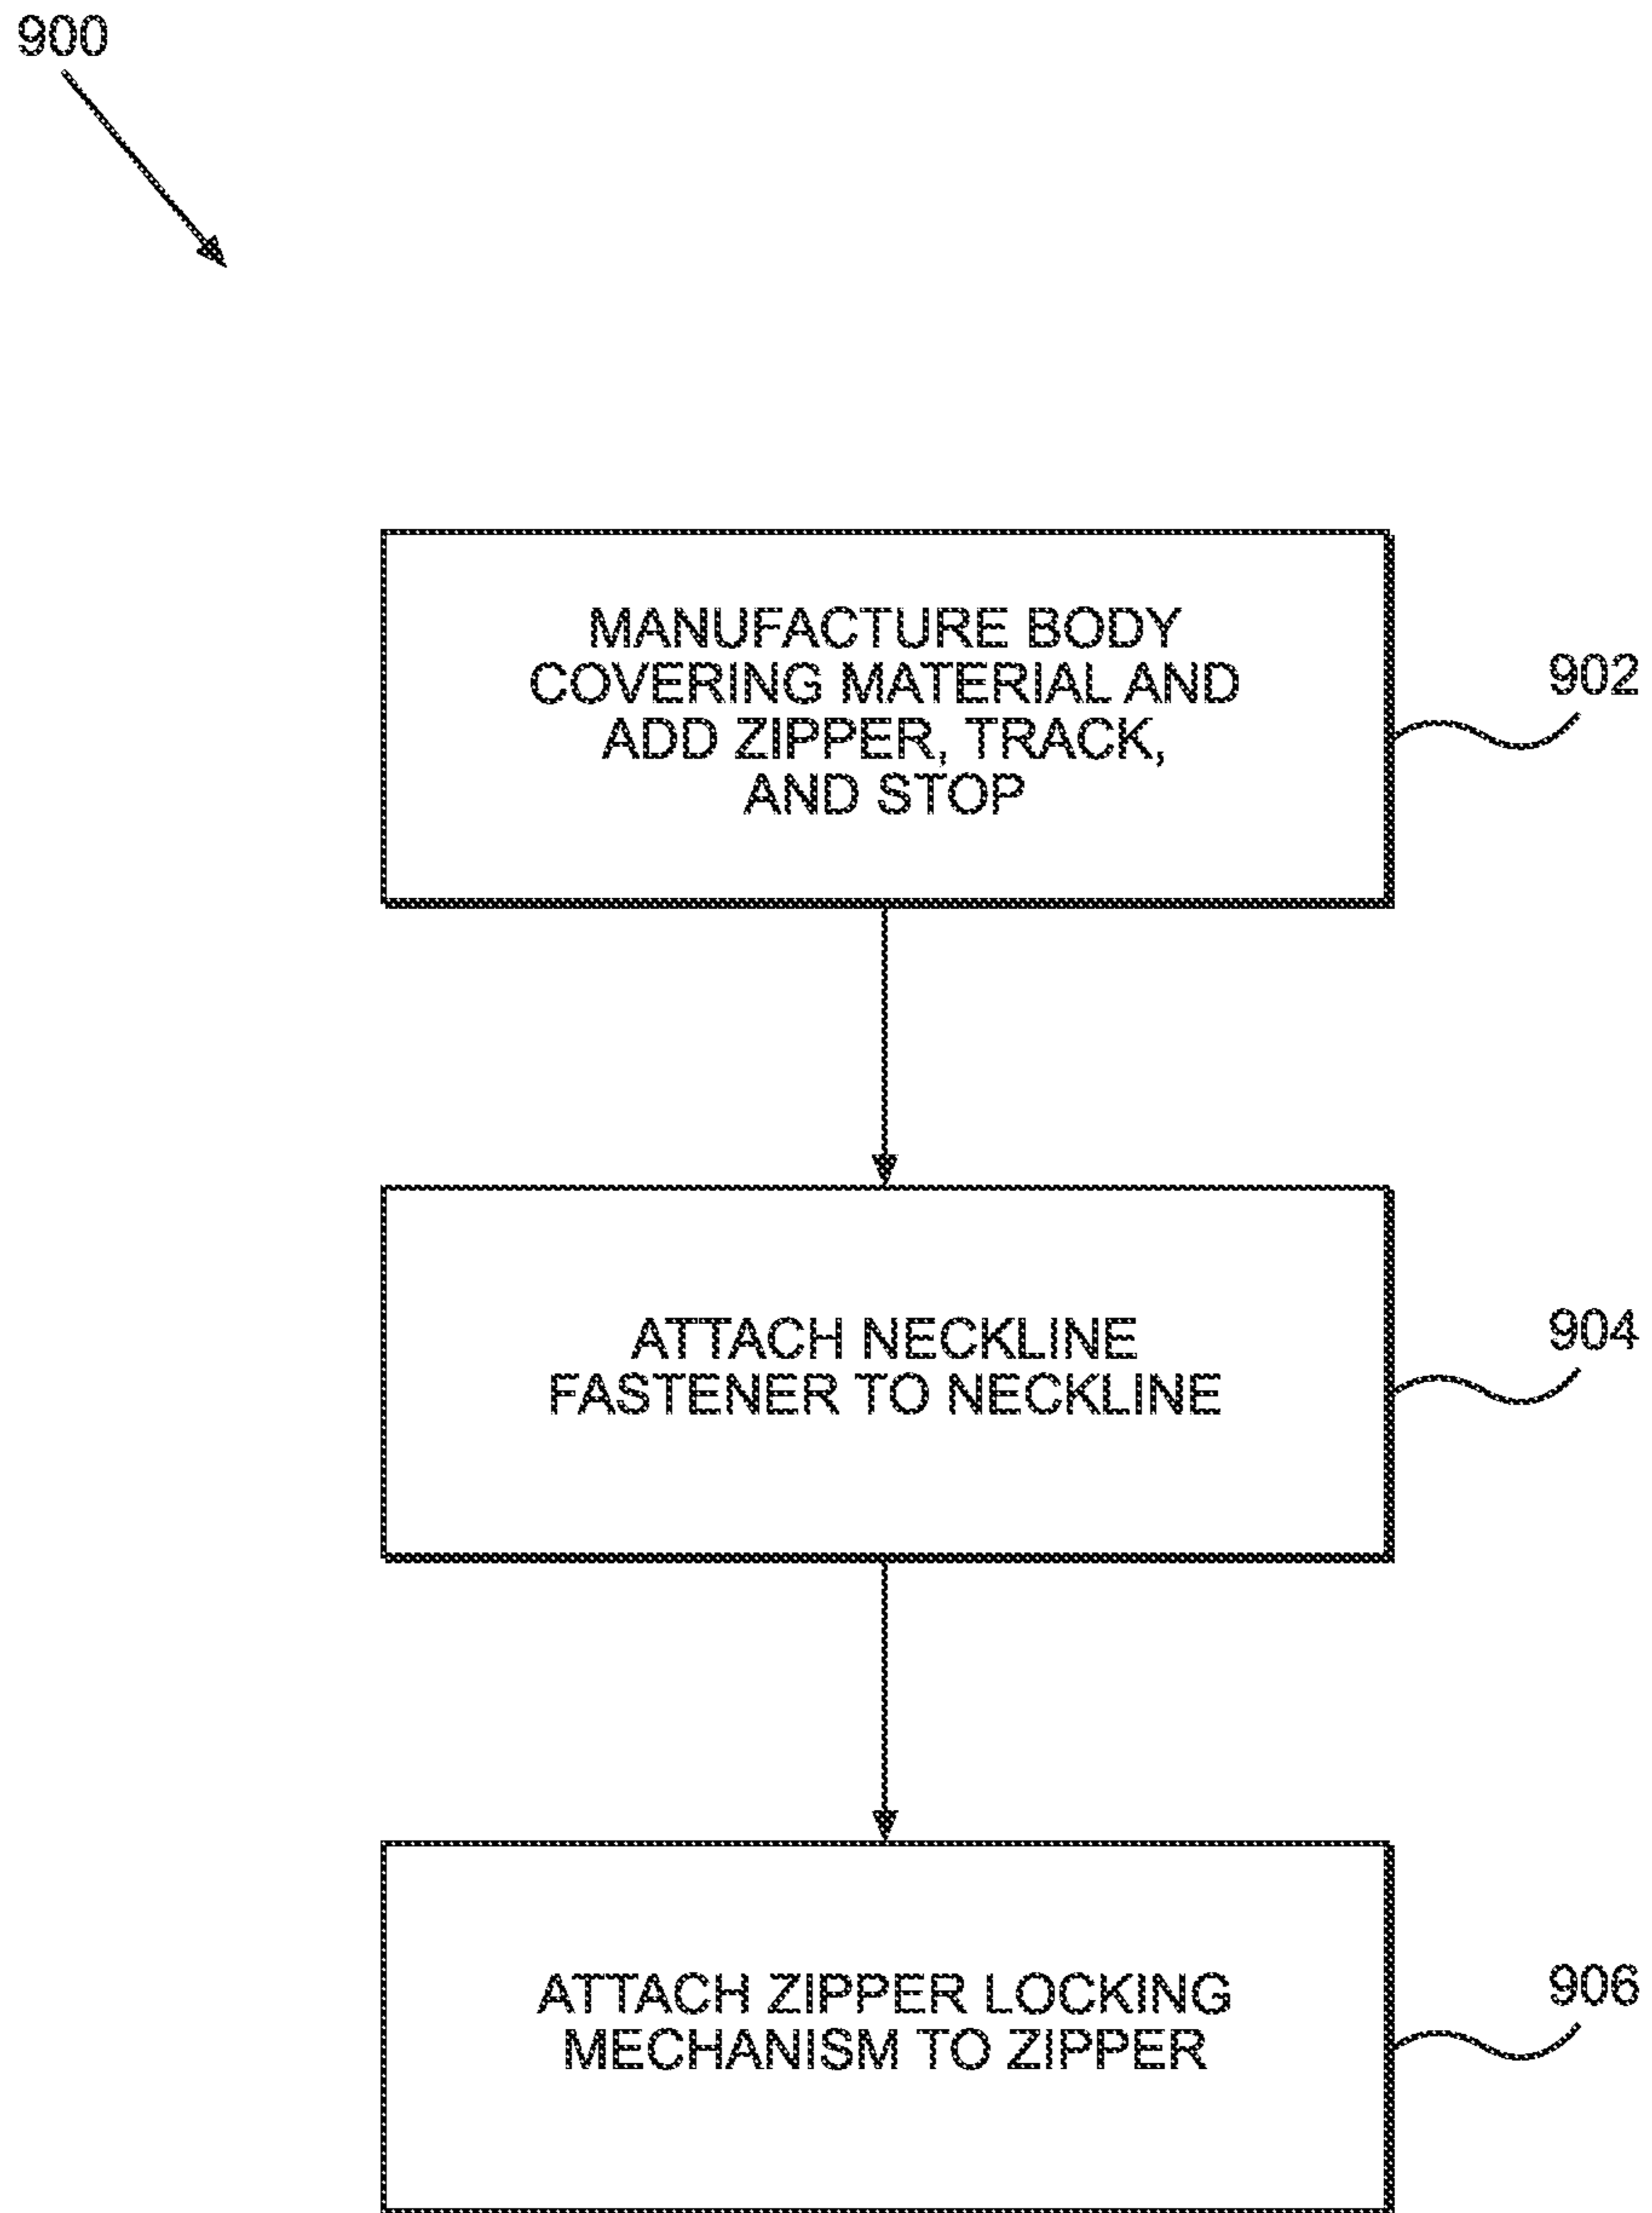 900
MANUFACTURE BODY
COVERING MATERIAL AND
ADD ZIPPER, TRACK,
AND STOP
902
ATTACH NECKLINE
FASTENER TO NECKLINE
904
ATTACH ZIPPER LOCKING
MECHANISM TO ZIPPER
906